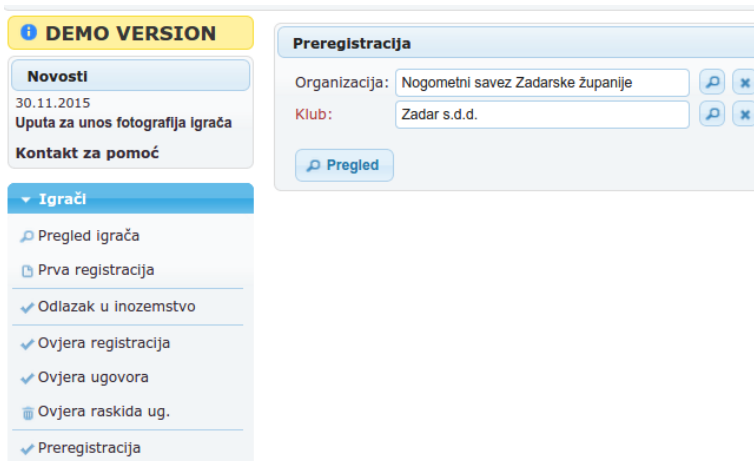 DEMO VERSION
Novosti
30.11.2015
Uputa za unos fotografija igrača
Kontakt za pomoć
Igrači
Pregled igrača
Prva registracija
Odlazak u inozemstvo
Ovjera registracija
Ovjera ugovora
Ovjera raskida ug.
Preregistracija
Preregistracija
Organizacija: Nogometni savez Zadarske županije
Klub: Zadar s.d.d.
Pregled